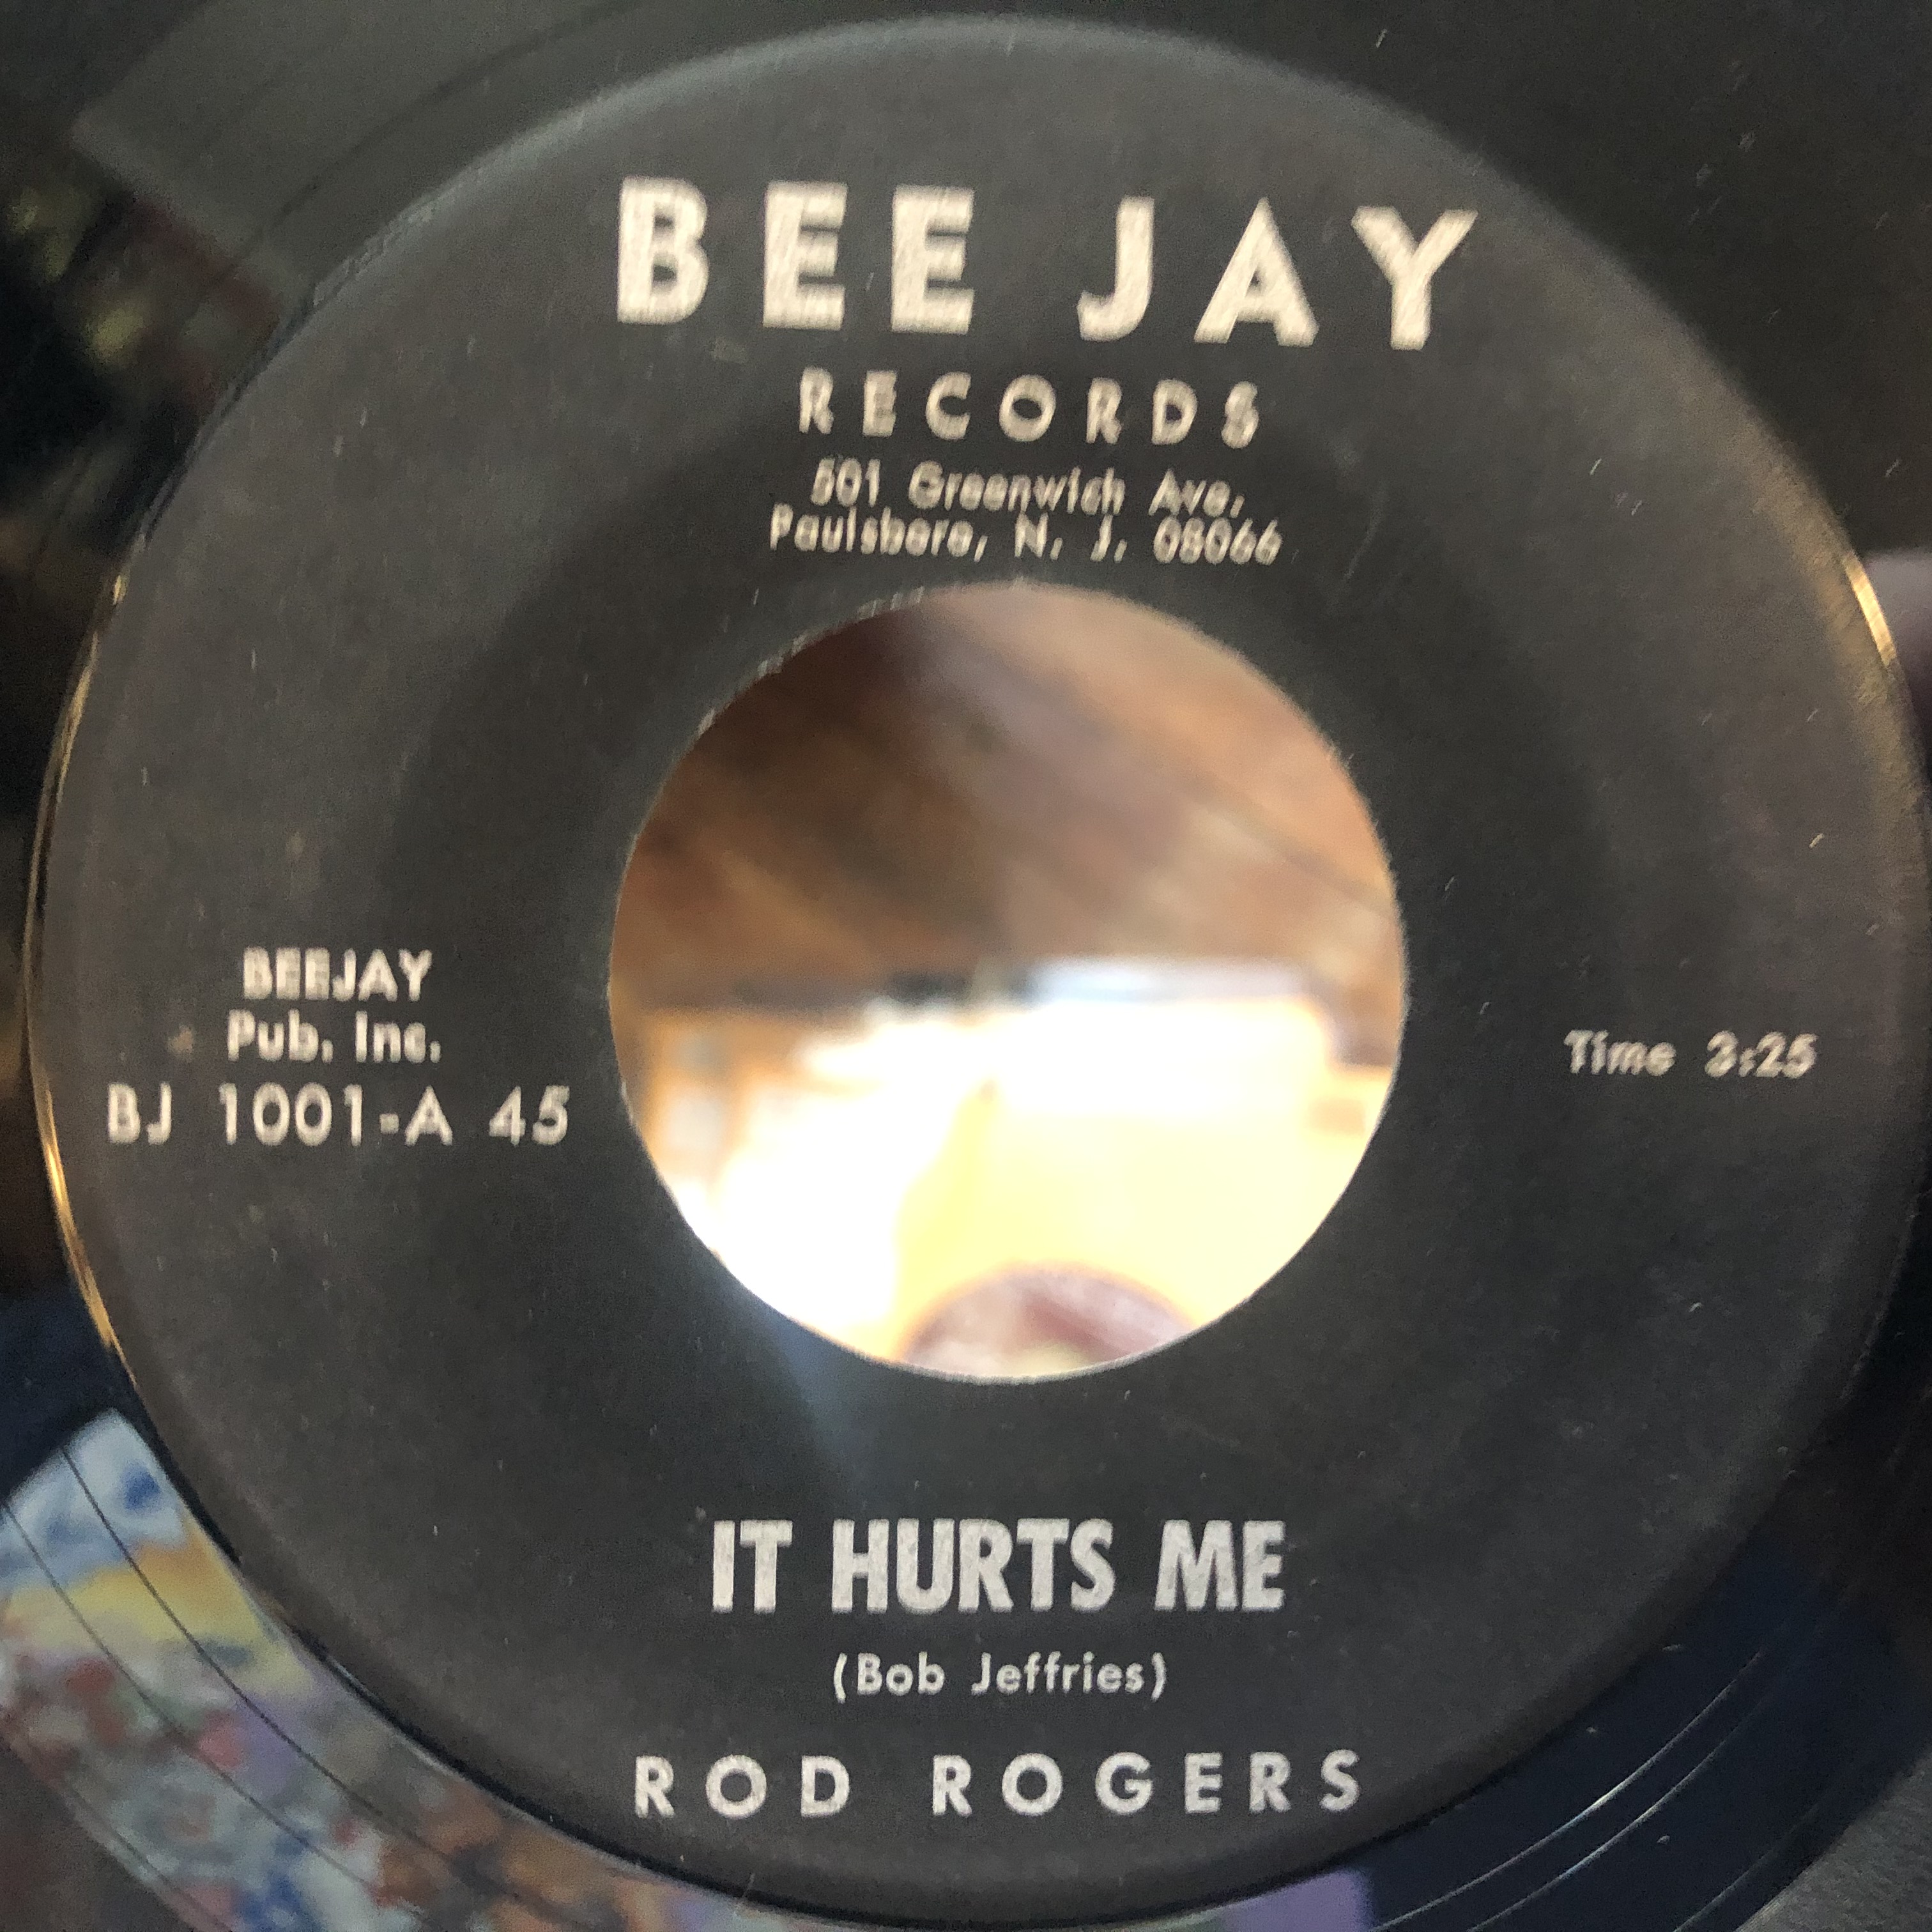 BEE JAY
RECORDS
501 Greenwich Ave.
Paulsboro, N. J. 08066
BEEJAY
Pub. Inc.
BJ 1001-A 45
Time 3:25
IT HURTS ME
(Bob Jeffries)
ROD ROGERS